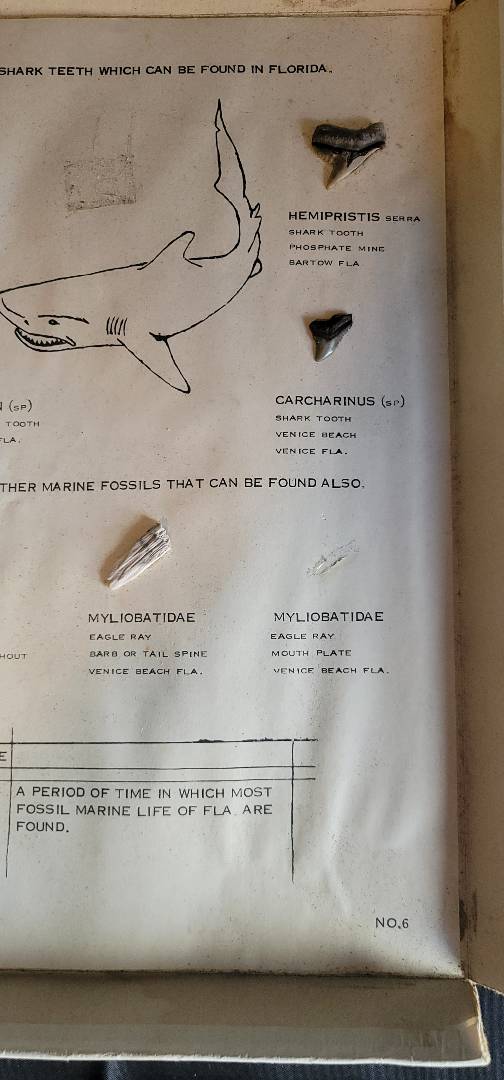 SHARK TEETH WHICH CAN BE FOUND IN FLORIDA.
HEMIPRISTIS SERRA
SHARK TOOTH
PHOSPHATE MINE
BARTOW FLA
(SP)
TOOTH
FLA.
CARCHARINUS (SP)
SHARK TOOTH
VENICE BEACH
VENICE FLA.
THER MARINE FOSSILS THAT CAN BE FOUND ALSO.
HOUT
MYLIOBATIDAE
EAGLE RAY
BARB OR TAIL SPINE
VENICE BEACH FLA.
MYLIOBATIDAE
EAGLE RAY
MOUTH PLATE
VENICE BEACH FLA.
E
A PERIOD OF TIME IN WHICH MOST
FOSSIL MARINE LIFE OF FLA. ARE
FOUND.
NO.6